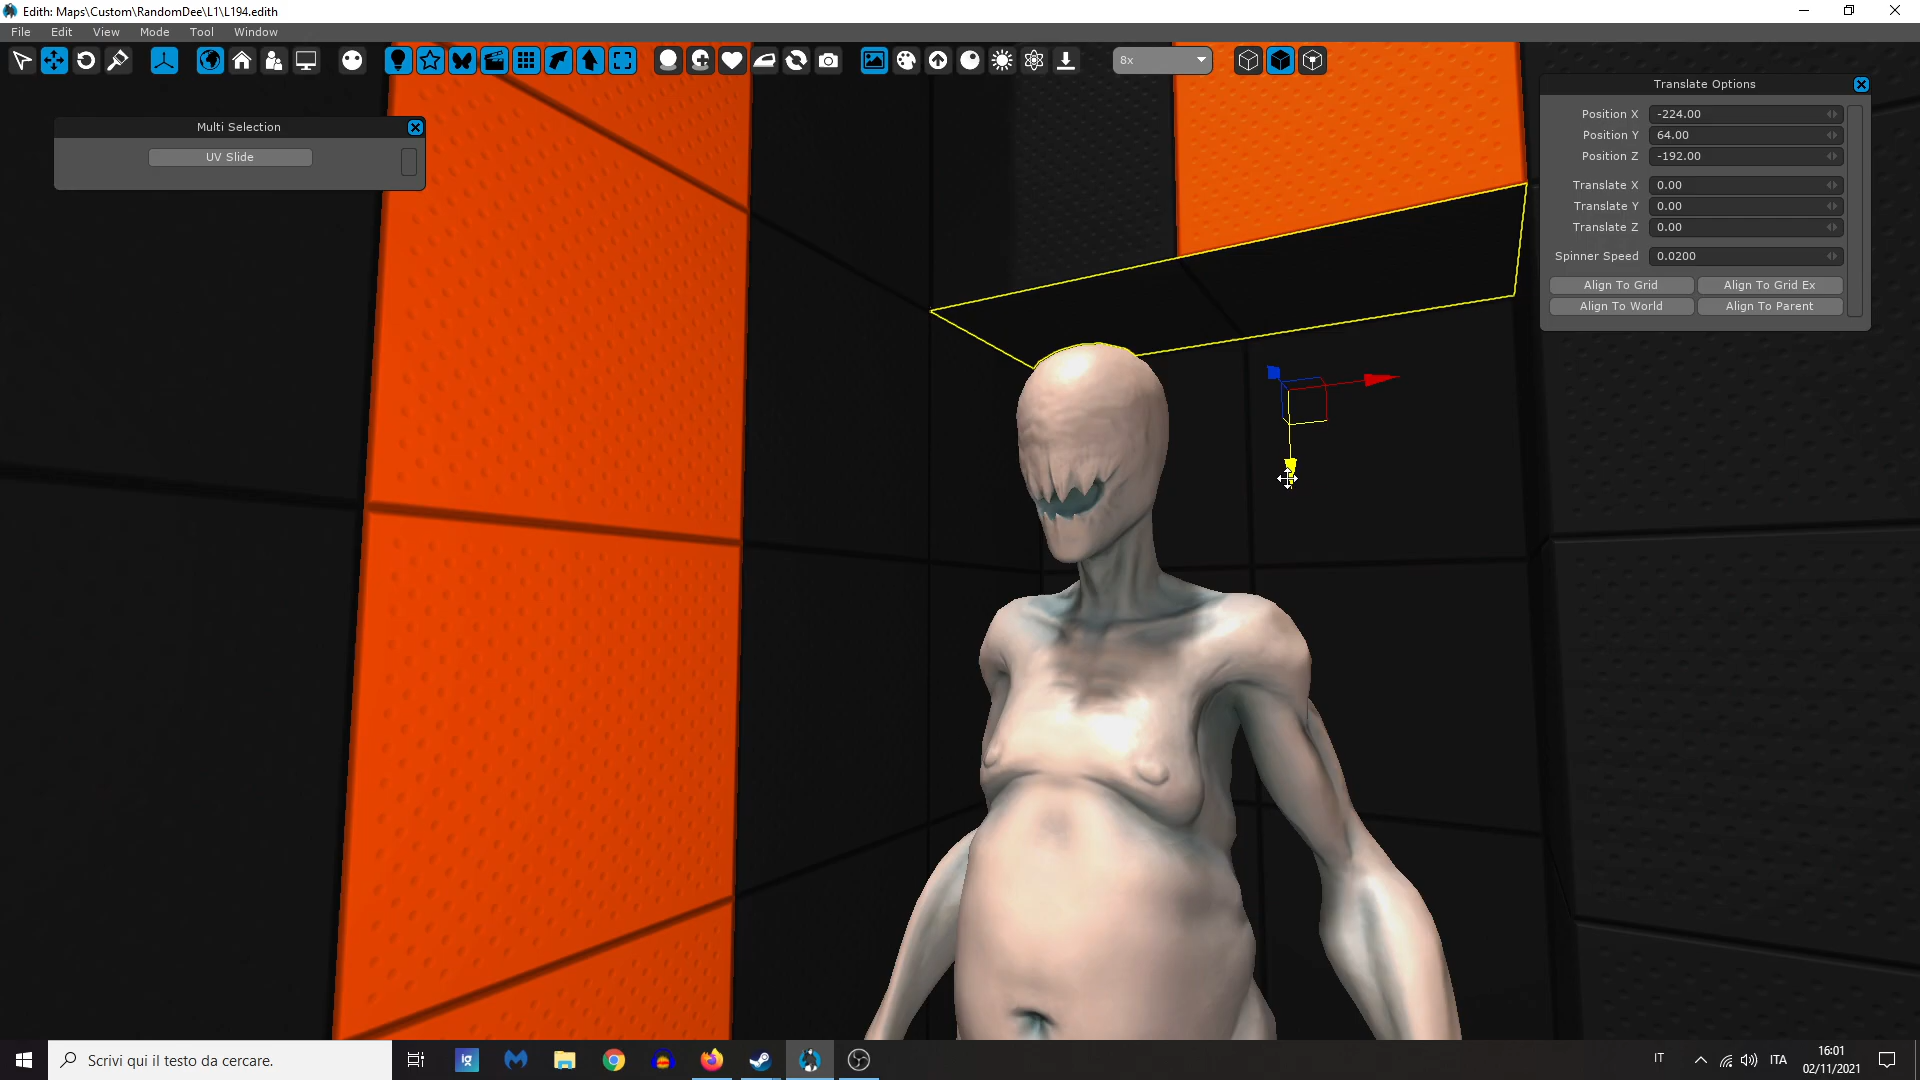 Edith: Maps\Custom\RandomDee\L1\L194.edith
File Edit View Mode Tool Window
8x
Multi Selection
UV Slide
Translate Options
Position X -224.00
Position Y 64.00
Position Z -192.00
Translate X 0.00
Translate Y 0.00
Translate Z 0.00
Spinner Speed 0.0200
Align To Grid Align To Grid Ex
Align To World Align To Parent
Scrivi qui il testo da cercare.
IT
ITA
16:01
02/11/2021